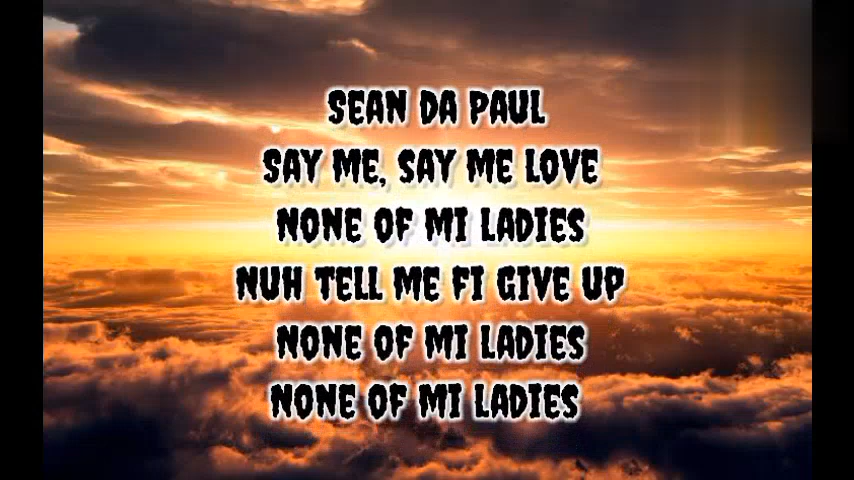 SEAN DA PAUL
SAY ME, SAY ME LOVE
NONE OF MI LADIES
NUH TELL ME FI GIVE UP
NONE OF MI LADIES
NONE OF MI LADIES